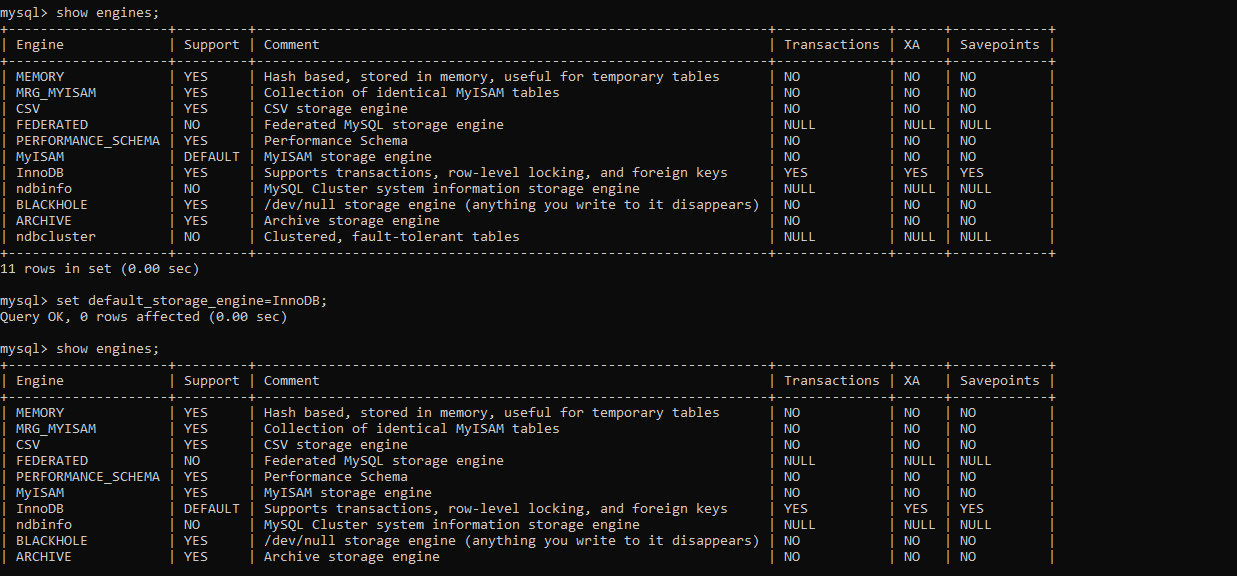 mysql> show engines;
+--------------------+---------+----------------------------------------------------------------+--------------+------+------------+
| Engine             | Support | Comment                                                        | Transactions | XA   | Savepoints |
+--------------------+---------+----------------------------------------------------------------+--------------+------+------------+
| MEMORY             | YES     | Hash based, stored in memory, useful for temporary tables      | NO           | NO   | NO         |
| MRG_MYISAM         | YES     | Collection of identical MyISAM tables                          | NO           | NO   | NO         |
| CSV                | YES     | CSV storage engine                                             | NO           | NO   | NO         |
| FEDERATED          | NO      | Federated MySQL storage engine                                 | NULL         | NULL | NULL       |
| PERFORMANCE_SCHEMA | YES     | Performance Schema                                             | NO           | NO   | NO         |
| MyISAM             | DEFAULT | MyISAM storage engine                                          | NO           | NO   | NO         |
| InnoDB             | YES     | Supports transactions, row-level locking, and foreign keys     | YES          | YES  | YES        |
| ndbinfo            | NO      | MySQL Cluster system information storage engine                | NULL         | NULL | NULL       |
| BLACKHOLE          | YES     | /dev/null storage engine (anything you write to it disappears) | NO           | NO   | NO         |
| ARCHIVE            | YES     | Archive storage engine                                         | NO           | NO   | NO         |
| ndbcluster         | NO      | Clustered, fault-tolerant tables                               | NULL         | NULL | NULL       |
+--------------------+---------+----------------------------------------------------------------+--------------+------+------------+
11 rows in set (0.00 sec)
mysql> set default_storage_engine=InnoDB;
Query OK, 0 rows affected (0.00 sec)
mysql> show engines;
+--------------------+---------+----------------------------------------------------------------+--------------+------+------------+
| Engine             | Support | Comment                                                        | Transactions | XA   | Savepoints |
+--------------------+---------+----------------------------------------------------------------+--------------+------+------------+
| MEMORY             | YES     | Hash based, stored in memory, useful for temporary tables      | NO           | NO   | NO         |
| MRG_MYISAM         | YES     | Collection of identical MyISAM tables                          | NO           | NO   | NO         |
| CSV                | YES     | CSV storage engine                                             | NO           | NO   | NO         |
| FEDERATED          | NO      | Federated MySQL storage engine                                 | NULL         | NULL | NULL       |
| PERFORMANCE_SCHEMA | YES     | Performance Schema                                             | NO           | NO   | NO         |
| MyISAM             | YES     | MyISAM storage engine                                          | NO           | NO   | NO         |
| InnoDB             | DEFAULT | Supports transactions, row-level locking, and foreign keys     | YES          | YES  | YES        |
| ndbinfo            | NO      | MySQL Cluster system information storage engine                | NULL         | NULL | NULL       |
| BLACKHOLE          | YES     | /dev/null storage engine (anything you write to it disappears) | NO           | NO   | NO         |
| ARCHIVE            | YES     | Archive storage engine                                         | NO           | NO   | NO         |